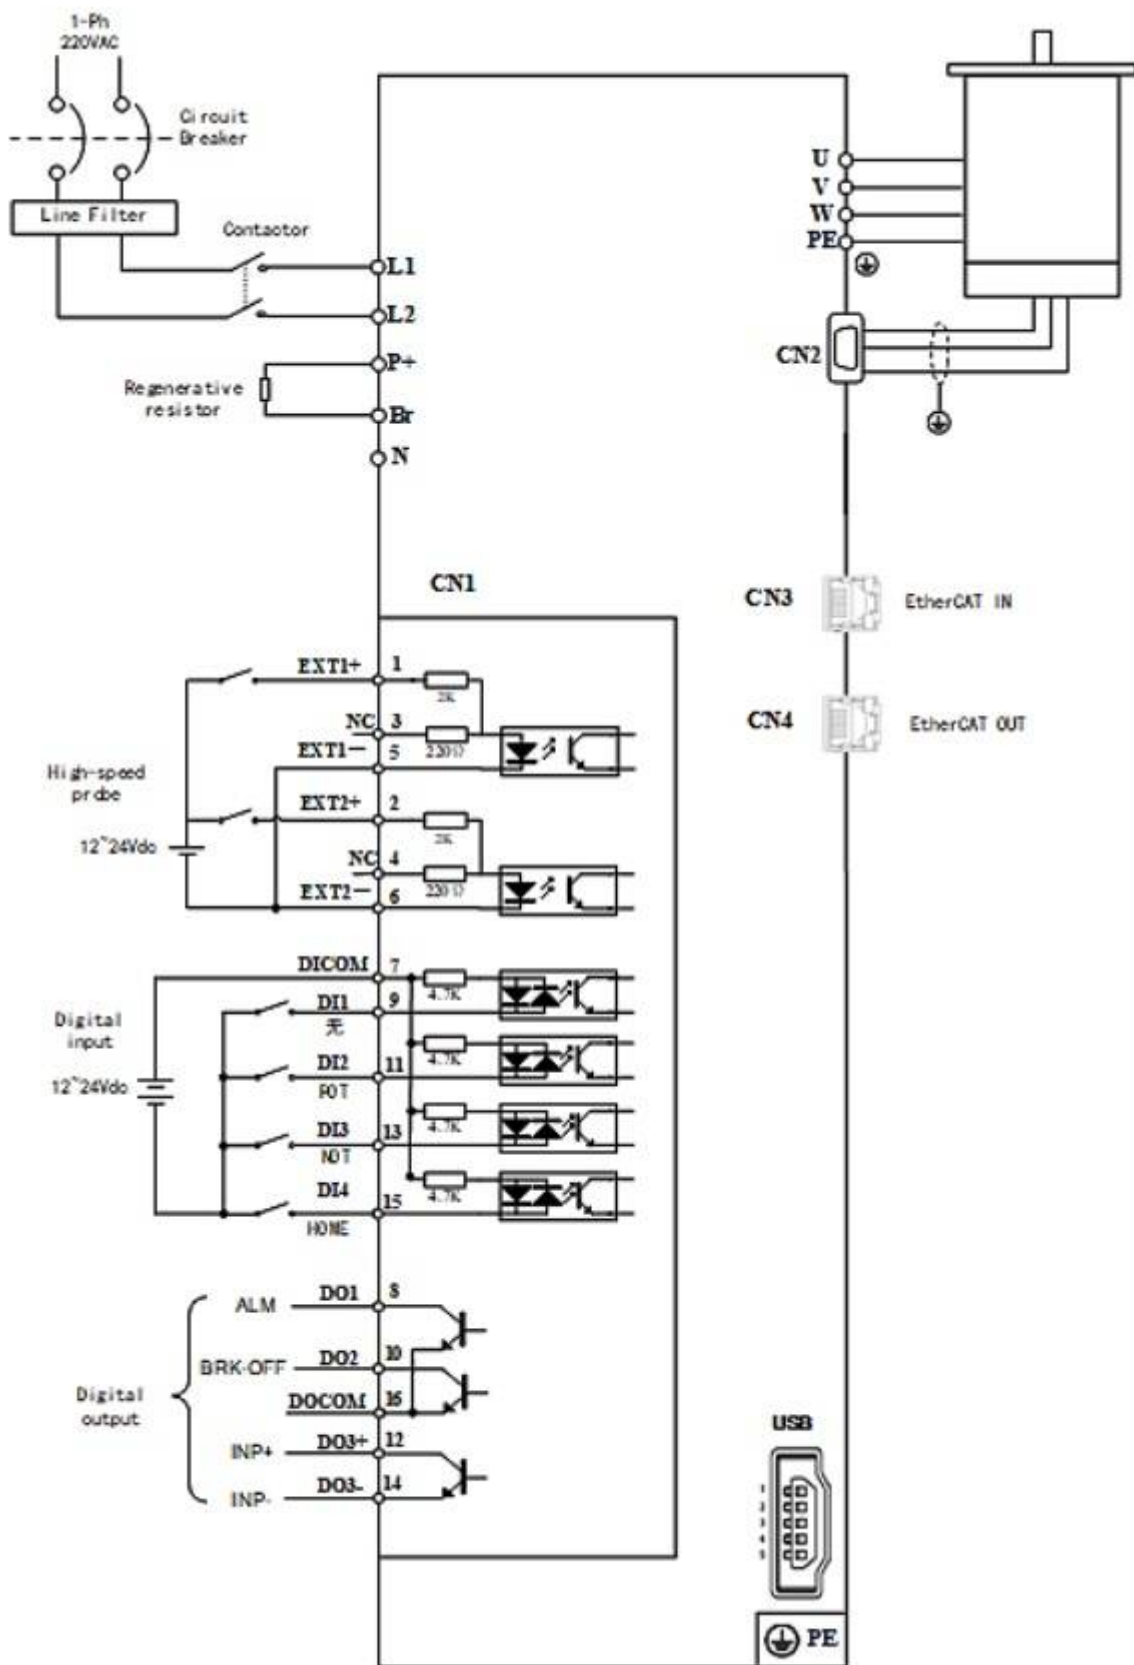 1-Ph
220VAC
Circuit
Breaker
Line Filter
Contactor
L1
L2
P+
Regenerative
resistor
Br
N
U
V
W
PE
CN2
CN1
CN3
EtherCAT IN
CN4
EtherCAT OUT
EXT1+ 1
2K
NC 3
220Ω
EXT1— 5
High-speed
probe
EXT2+ 2
2K
12~24Vdc
NC 4
220Ω
EXT2— 6
DICOM 7
4.7K
DI1 9
无
Digital
input
4.7K
DI2 11
POT
12~24Vdc
4.7K
DI3 13
NOT
4.7K
DI4 15
HOME
ALM DO1 8
BRK-OFF DO2 10
Digital
output
DOCOM 16
INP+ DO3+ 12
INP- DO3- 14
USB
1
2
3
4
5
PE